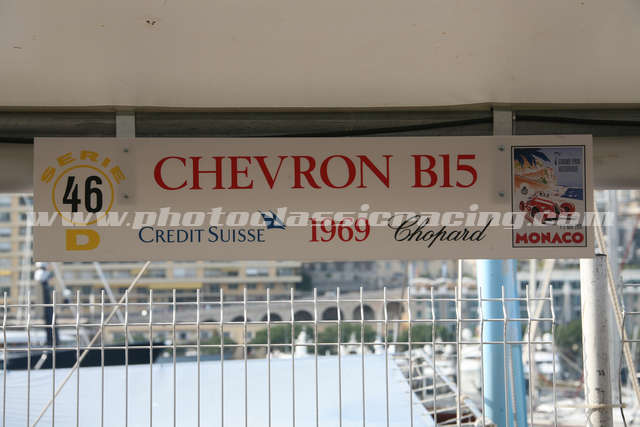 SERIE
46
D
CHEVRON B15
CREDIT SUISSE
1969
Chopard
MONACO
www.photoclassicracing.com